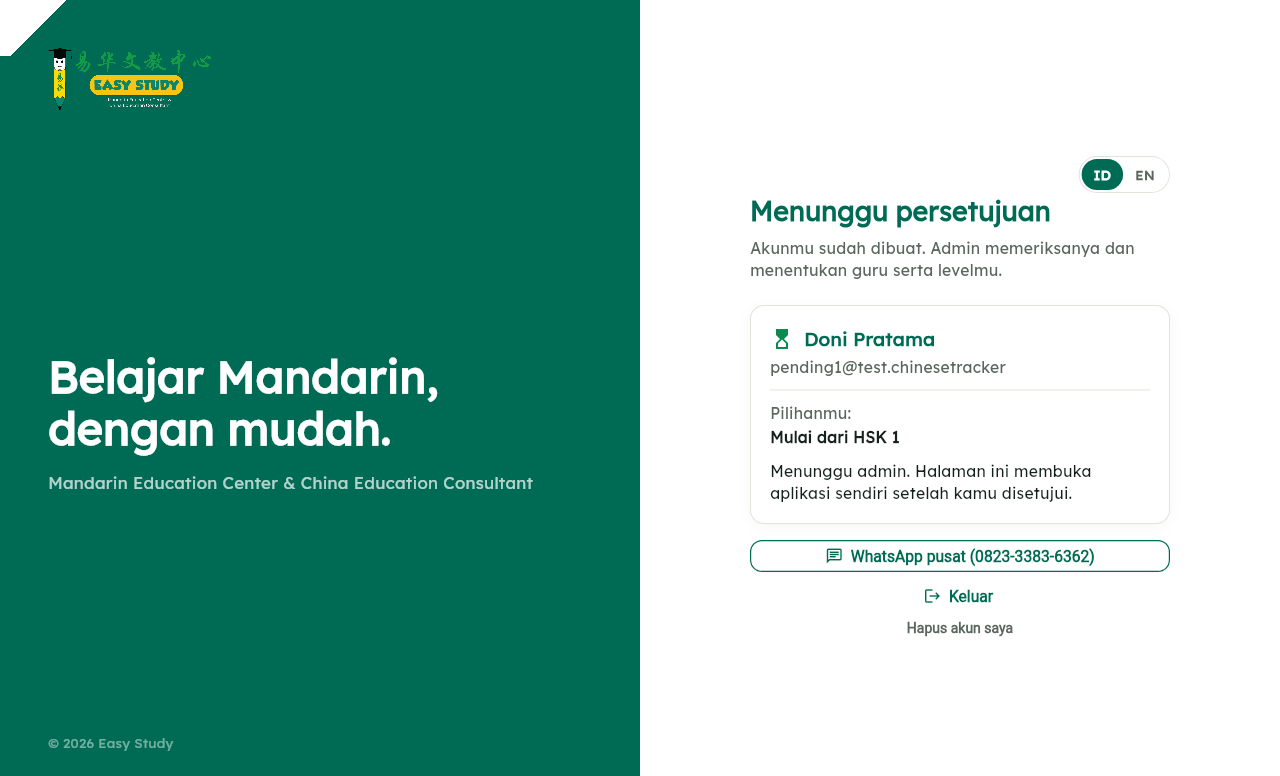 易华文教中心
EASY STUDY
Belajar Mandarin,
dengan mudah.
Mandarin Education Center & China Education Consultant
© 2026 Easy Study
ID EN
Menunggu persetujuan
Akunmu sudah dibuat. Admin memeriksanya dan
menentukan guru serta levelmu.
Doni Pratama
pending1@test.chinesetracker
Pilihanmu:
Mulai dari HSK 1
Menunggu admin. Halaman ini membuka
aplikasi sendiri setelah kamu disetujui.
WhatsApp pusat (0823-3383-6362)
Keluar
Hapus akun saya